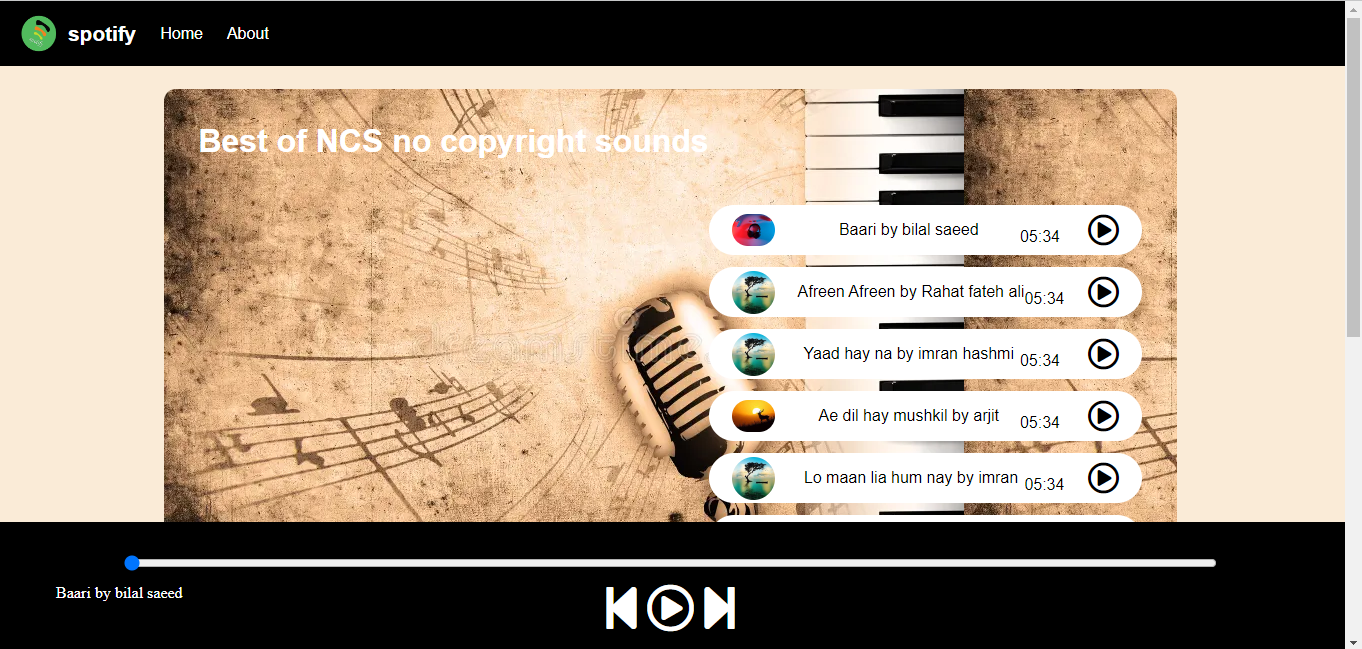 spotify Home About
Best of NCS no copyright sounds
Baari by bilal saeed 05:34
Afreen Afreen by Rahat fateh ali05:34
Yaad hay na by imran hashmi 05:34
Ae dil hay mushkil by arjit 05:34
Lo maan lia hum nay by imran 05:34
Baari by bilal saeed